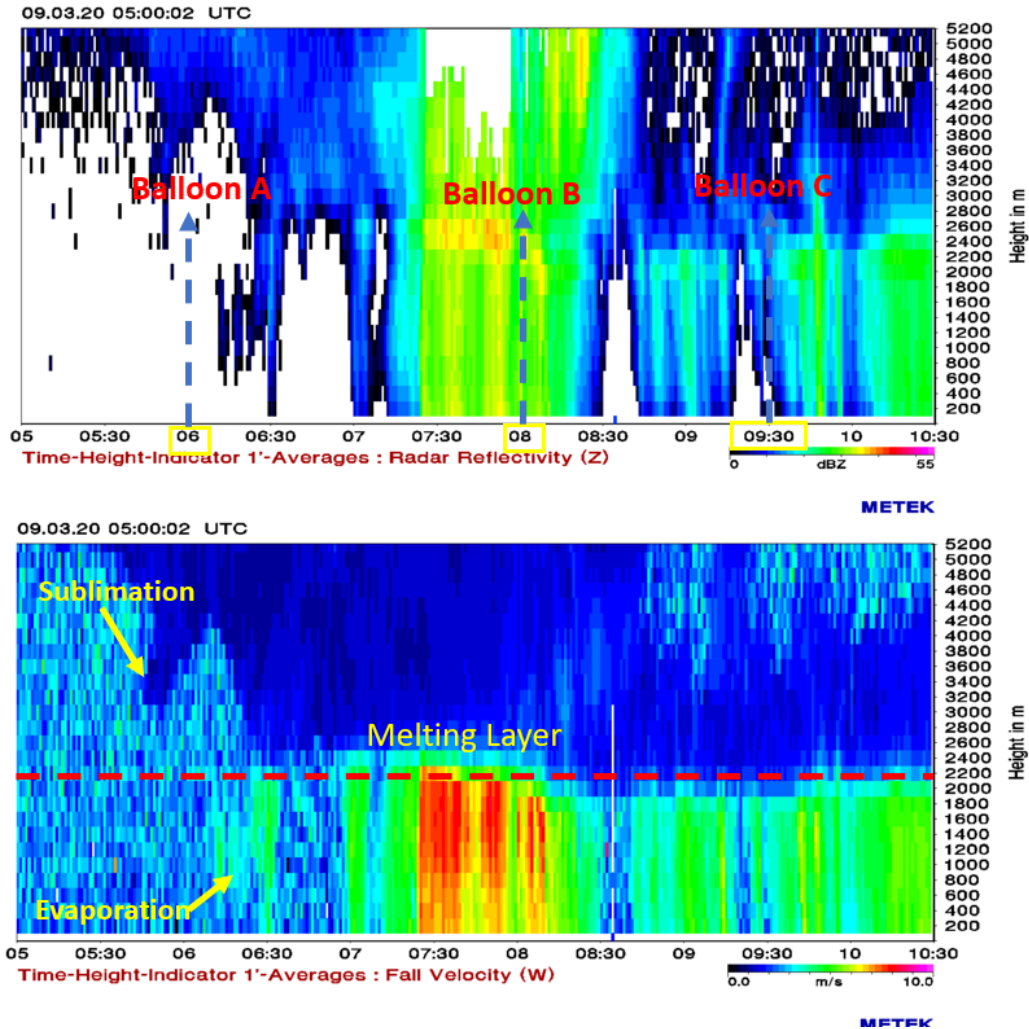 09.03.20 05:00:02 UTC
5200
5000
4800
4600
4400
4200
4000
3800
3600
3400
3200
3000
2800
2600
2400
2200
2000
1800
1600
1400
1200
1000
800
600
400
200
Height in m
Balloon A
Balloon B
Balloon C
05 05:30 06 06:30 07 07:30 08 08:30 09 09:30 10 10:30
Time-Height-Indicator 1'-Averages : Radar Reflectivity (Z)
0 dBZ 55
METEK
09.03.20 05:00:02 UTC
5200
5000
4800
4600
4400
4200
4000
3800
3600
3400
3200
3000
2800
2600
2400
2200
2000
1800
1600
1400
1200
1000
800
600
400
200
Height in m
Sublimation
Melting Layer
Evaporation
05 05:30 06 06:30 07 07:30 08 08:30 09 09:30 10 10:30
Time-Height-Indicator 1'-Averages : Fall Velocity (W)
0.0 m/s 10.0
METEK